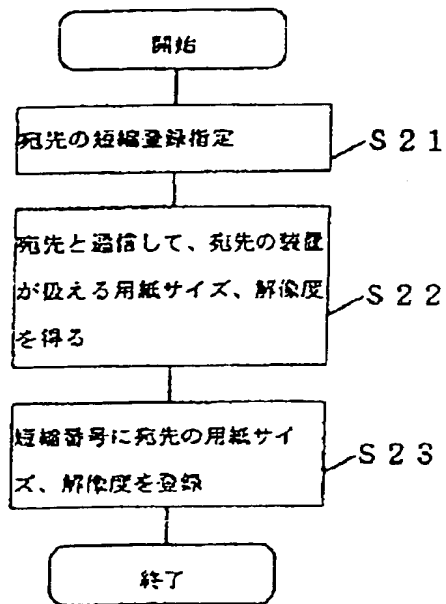 開始
宛先の短縮登録指定
S21
宛先と通信して、宛先の装置
が扱える用紙サイズ、解像度
を得る
S22
短縮番号に宛先の用紙サイ
ズ、解像度を登録
S23
終了